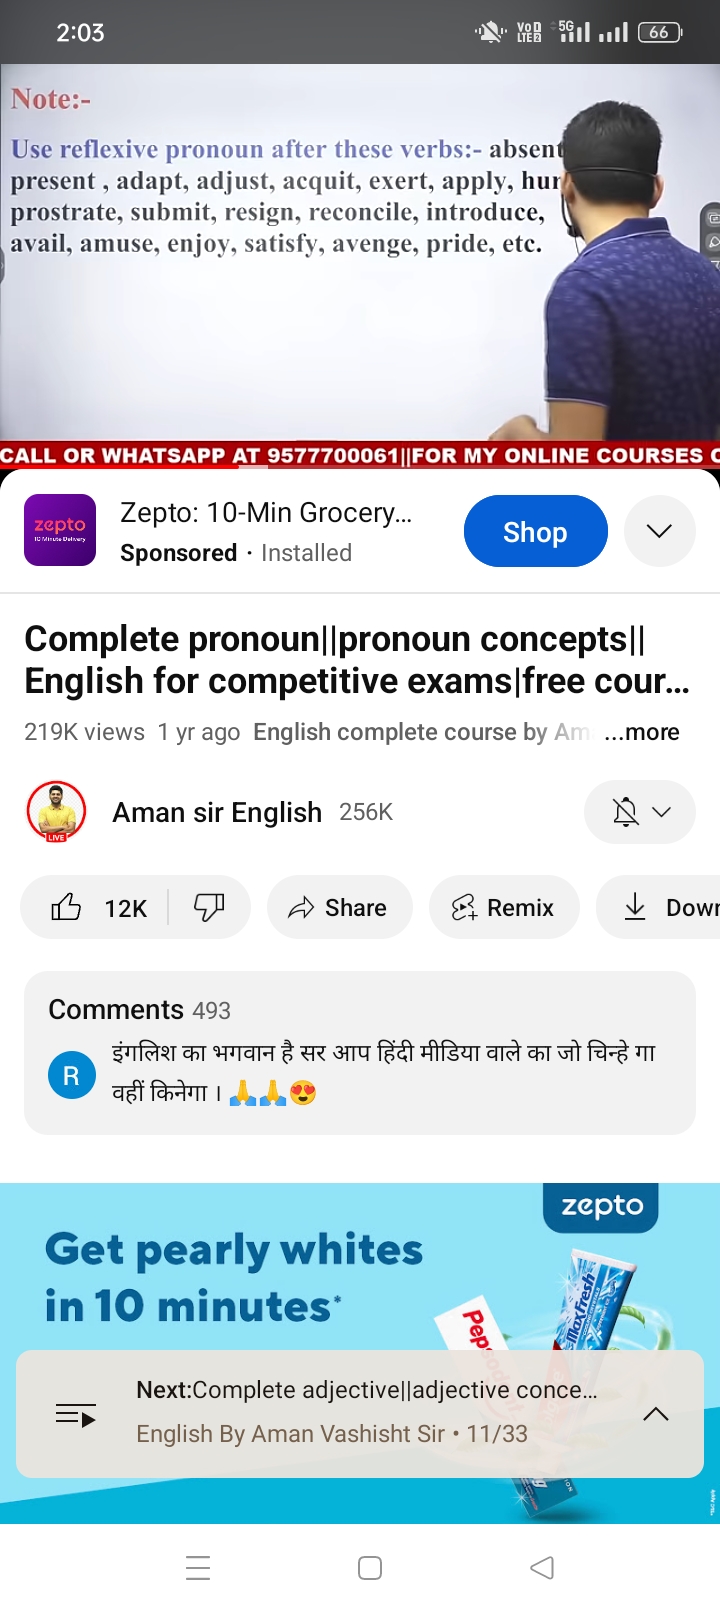 2:03
Vo D
LTE 2
5G
66
Note:-
Use reflexive pronoun after these verbs:- absent
present , adapt, adjust, acquit, exert, apply, hur
prostrate, submit, resign, reconcile, introduce,
avail, amuse, enjoy, satisfy, avenge, pride, etc.
CALL OR WHATSAPP AT 9577700061||FOR MY ONLINE COURSES
zepto
10 Minute Delivery
Zepto: 10-Min Grocery...
Sponsored · Installed
Shop
Complete pronoun||pronoun concepts||
English for competitive exams|free cour...
219K views 1 yr ago English complete course by Am ...more
Aman sir English 256K
LIVE
12K
Share
Remix
Dow
Comments 493
R
इंगलिश का भगवान है सर आप हिंदी मीडिया वाले का जो चिन्हे गा
वहीं किनेगा । 🙏🙏😍
zepto
Get pearly whites
in 10 minutes*
MaxFresh
Pep
Next:Complete adjective||adjective conce...
English By Aman Vashisht Sir • 11/33